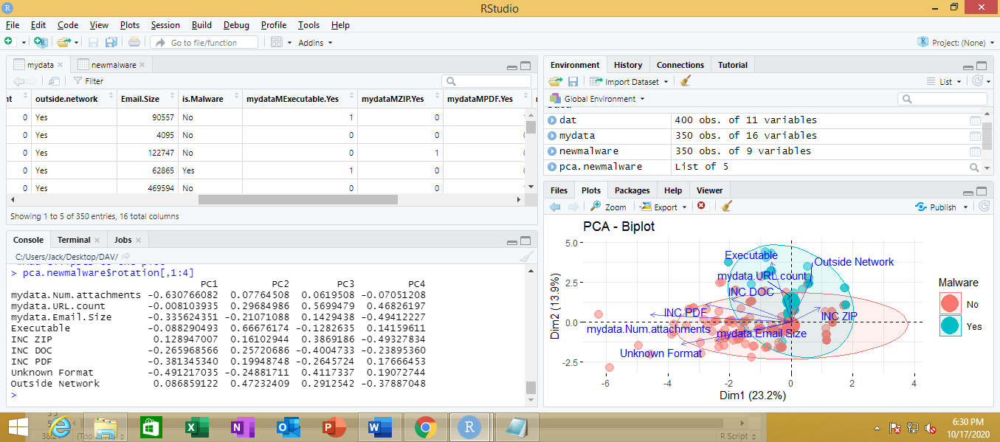 RStudio
File Edit Code View Plots Session Build Debug Profile Tools Help
Go to file/function Addins Project: (None)
mydata newmalware
Filter
nt outside.network Email.Size is.Malware mydataMExecutable.Yes mydataMZIP.Yes mydataMPDF.Yes
0 Yes 90557 No 1 0
0 Yes 4095 No 0 0
0 Yes 122747 No 0 1
0 Yes 62865 Yes 1 0
0 Yes 469594 No 0 0
Showing 1 to 5 of 350 entries, 16 total columns
Console Terminal Jobs
C:/Users/Jack/Desktop/DAV/
> pca.newmalware$rotation[,1:4]
PC1 PC2 PC3 PC4
mydata.Num.attachments -0.630766082 0.07764508 0.0619508 -0.07051208
mydata.URL.count -0.008103935 0.29684986 0.5699479 0.46826197
mydata.Email.Size -0.335624351 -0.21071088 0.1429438 -0.49412227
Executable -0.088290493 0.66676174 -0.1282635 0.14159611
INC ZIP 0.128947007 0.16102944 0.3869186 -0.49327834
INC DOC -0.265968566 0.25720686 -0.4004733 -0.23895360
INC PDF -0.381345340 0.19948748 -0.2645724 0.17666453
Unknown Format -0.491217035 -0.24881711 0.4117337 0.19072744
Outside Network 0.086859122 0.47232409 0.2912542 -0.37887048
>
Environment History Connections Tutorial
Import Dataset List
Global Environment
Data
dat 400 obs. of 11 variables
mydata 350 obs. of 16 variables
newmalware 350 obs. of 9 variables
pca.newmalware List of 5
Files Plots Packages Help Viewer
Zoom Export Publish
PCA - Biplot
5.0
2.5
0.0
-2.5
Dim2 (13.9%)
Executable
Outside Network
mydata.URL.count
INC DOC
INC PDF
INC ZIP
mydata.Num.attachments
mydata.Email.Size
Unknown Format
-6 -4 -2 0 2 4
Dim1 (23.2%)
Malware
No
Yes
R Script
6:30 PM
10/17/2020